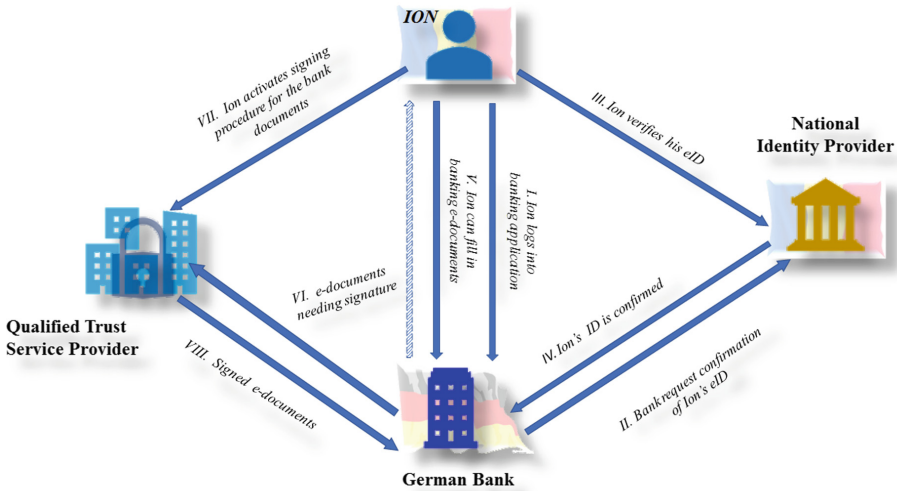 ION
VII. Ion activates signing
procedure for the bank
documents
III. Ion verifies his eID
National
Identity Provider
V. Ion can fill in
banking e-documents
I. Ion logs into
banking application
VI. e-documents
needing signature
Qualified Trust
Service Provider
VIII. Signed e-documents
IV. Ion's ID is confirmed
II. Bank request confirmation
of Ion's eID
German Bank